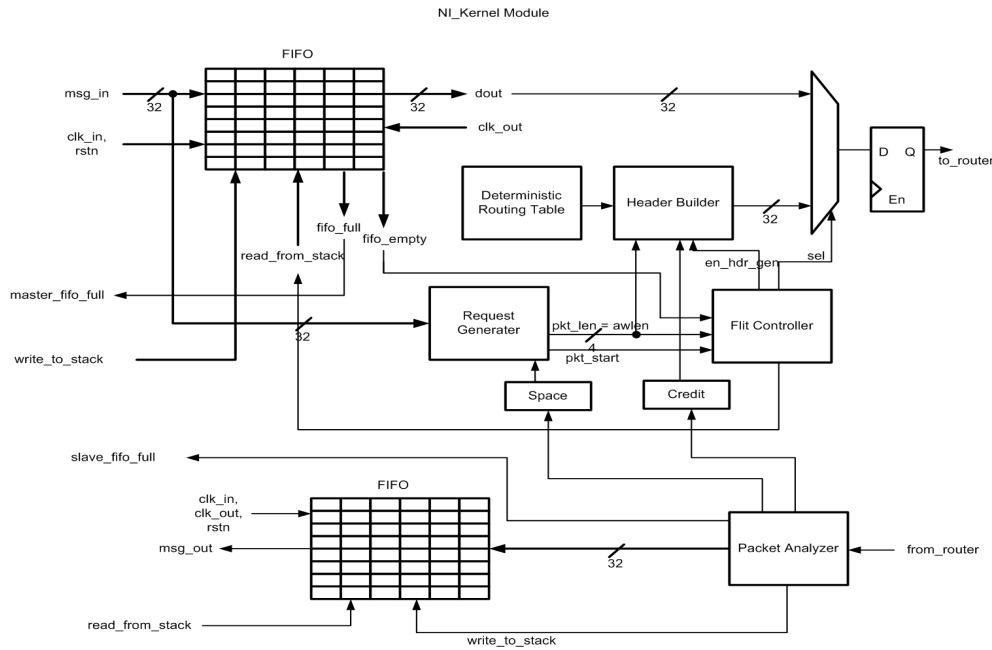 NI_Kernel Module
FIFO
msg_in
32
32
dout
32
clk_in,
rstn
clk_out
Deterministic
Routing Table
Header Builder
32
D Q
En
to_router
fifo_full
fifo_empty
read_from_stack
en_hdr_gen
sel
master_fifo_full
32
Request
Generater
pkt_len = awlen
4
pkt_start
Flit Controller
write_to_stack
Space
Credit
slave_fifo_full
FIFO
clk_in,
clk_out,
rstn
msg_out
32
Packet Analyzer
from_router
read_from_stack
write_to_stack